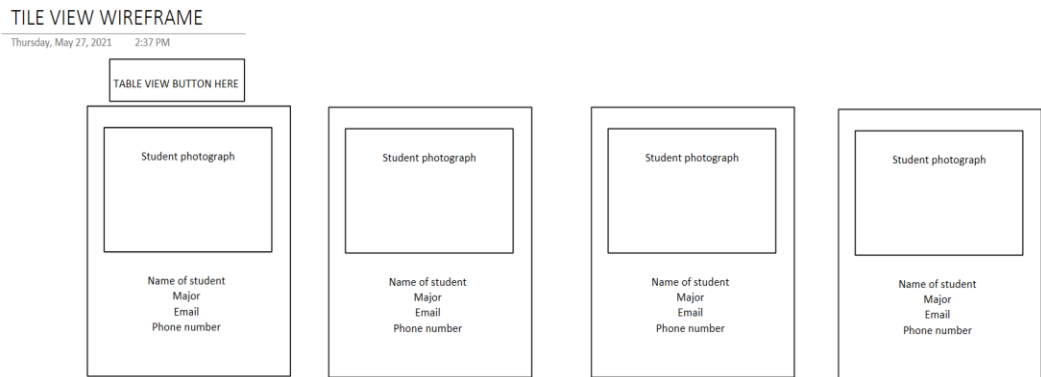 TILE VIEW WIREFRAME
Thursday, May 27, 2021 2:37 PM
TABLE VIEW BUTTON HERE
Student photograph
Name of student
Major
Email
Phone number
Student photograph
Name of student
Major
Email
Phone number
Student photograph
Name of student
Major
Email
Phone number
Student photograph
Name of student
Major
Email
Phone number